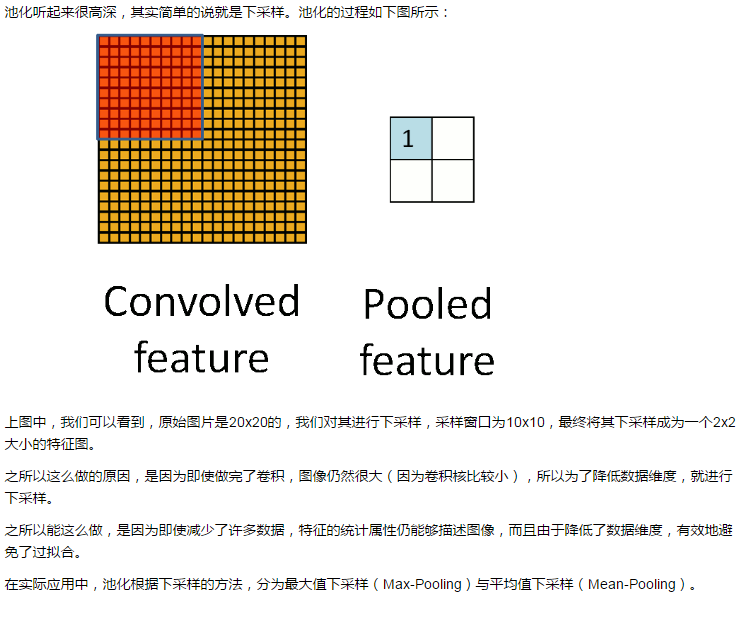 池化听起来很高深，其实简单的说就是下采样。池化的过程如下图所示：
1
Convolved
feature
Pooled
feature
上图中，我们可以看到，原始图片是20x20的，我们对其进行下采样，采样窗口为10x10，最终将其下采样成为一个2x2
大小的特征图。
之所以这么做的原因，是因为即使做完了卷积，图像仍然很大（因为卷积核比较小），所以为了降低数据维度，就进行
下采样。
之所以能这么做，是因为即使减少了许多数据，特征的统计属性仍能够描述图像，而且由于降低了数据维度，有效地避
免了过拟合。
在实际应用中，池化根据下采样的方法，分为最大值下采样（Max-Pooling）与平均值下采样（Mean-Pooling）。